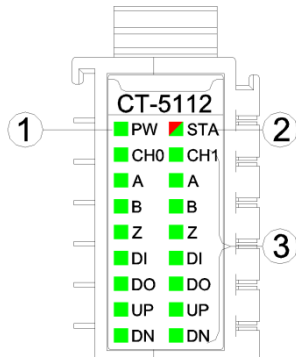 CT-5112
1 PW STA 2
CH0 CH1
A A
B B
Z Z 3
DI DI
DO DO
UP UP
DN DN